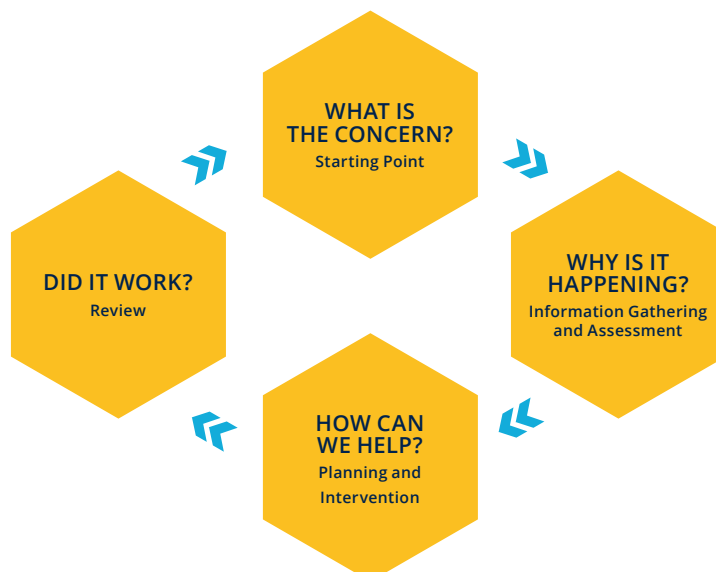 WHAT IS
THE CONCERN?
Starting Point
WHY IS IT
HAPPENING?
Information Gathering
and Assessment
HOW CAN
WE HELP?
Planning and
Intervention
DID IT WORK?
Review